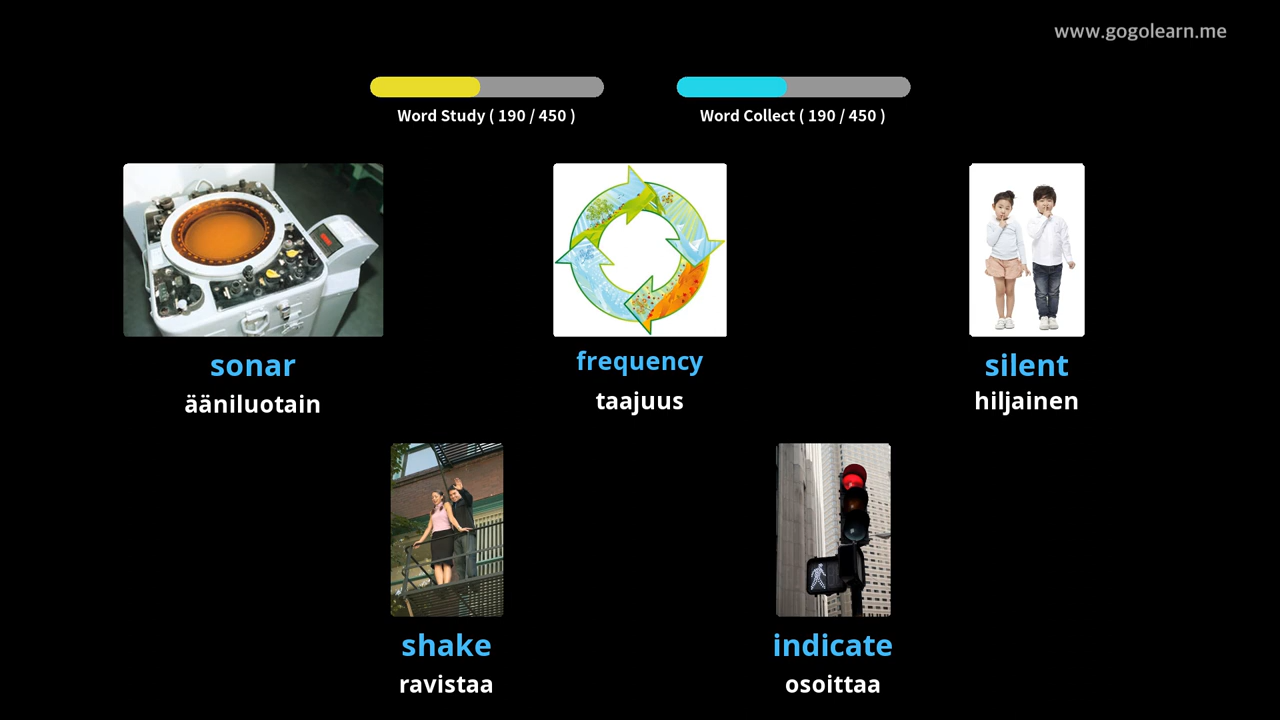 www.gogolearn.me
Word Study ( 190 / 450 )
Word Collect ( 190 / 450 )
sonar
ääniluotain
frequency
taajuus
silent
hiljainen
shake
ravistaa
indicate
osoittaa